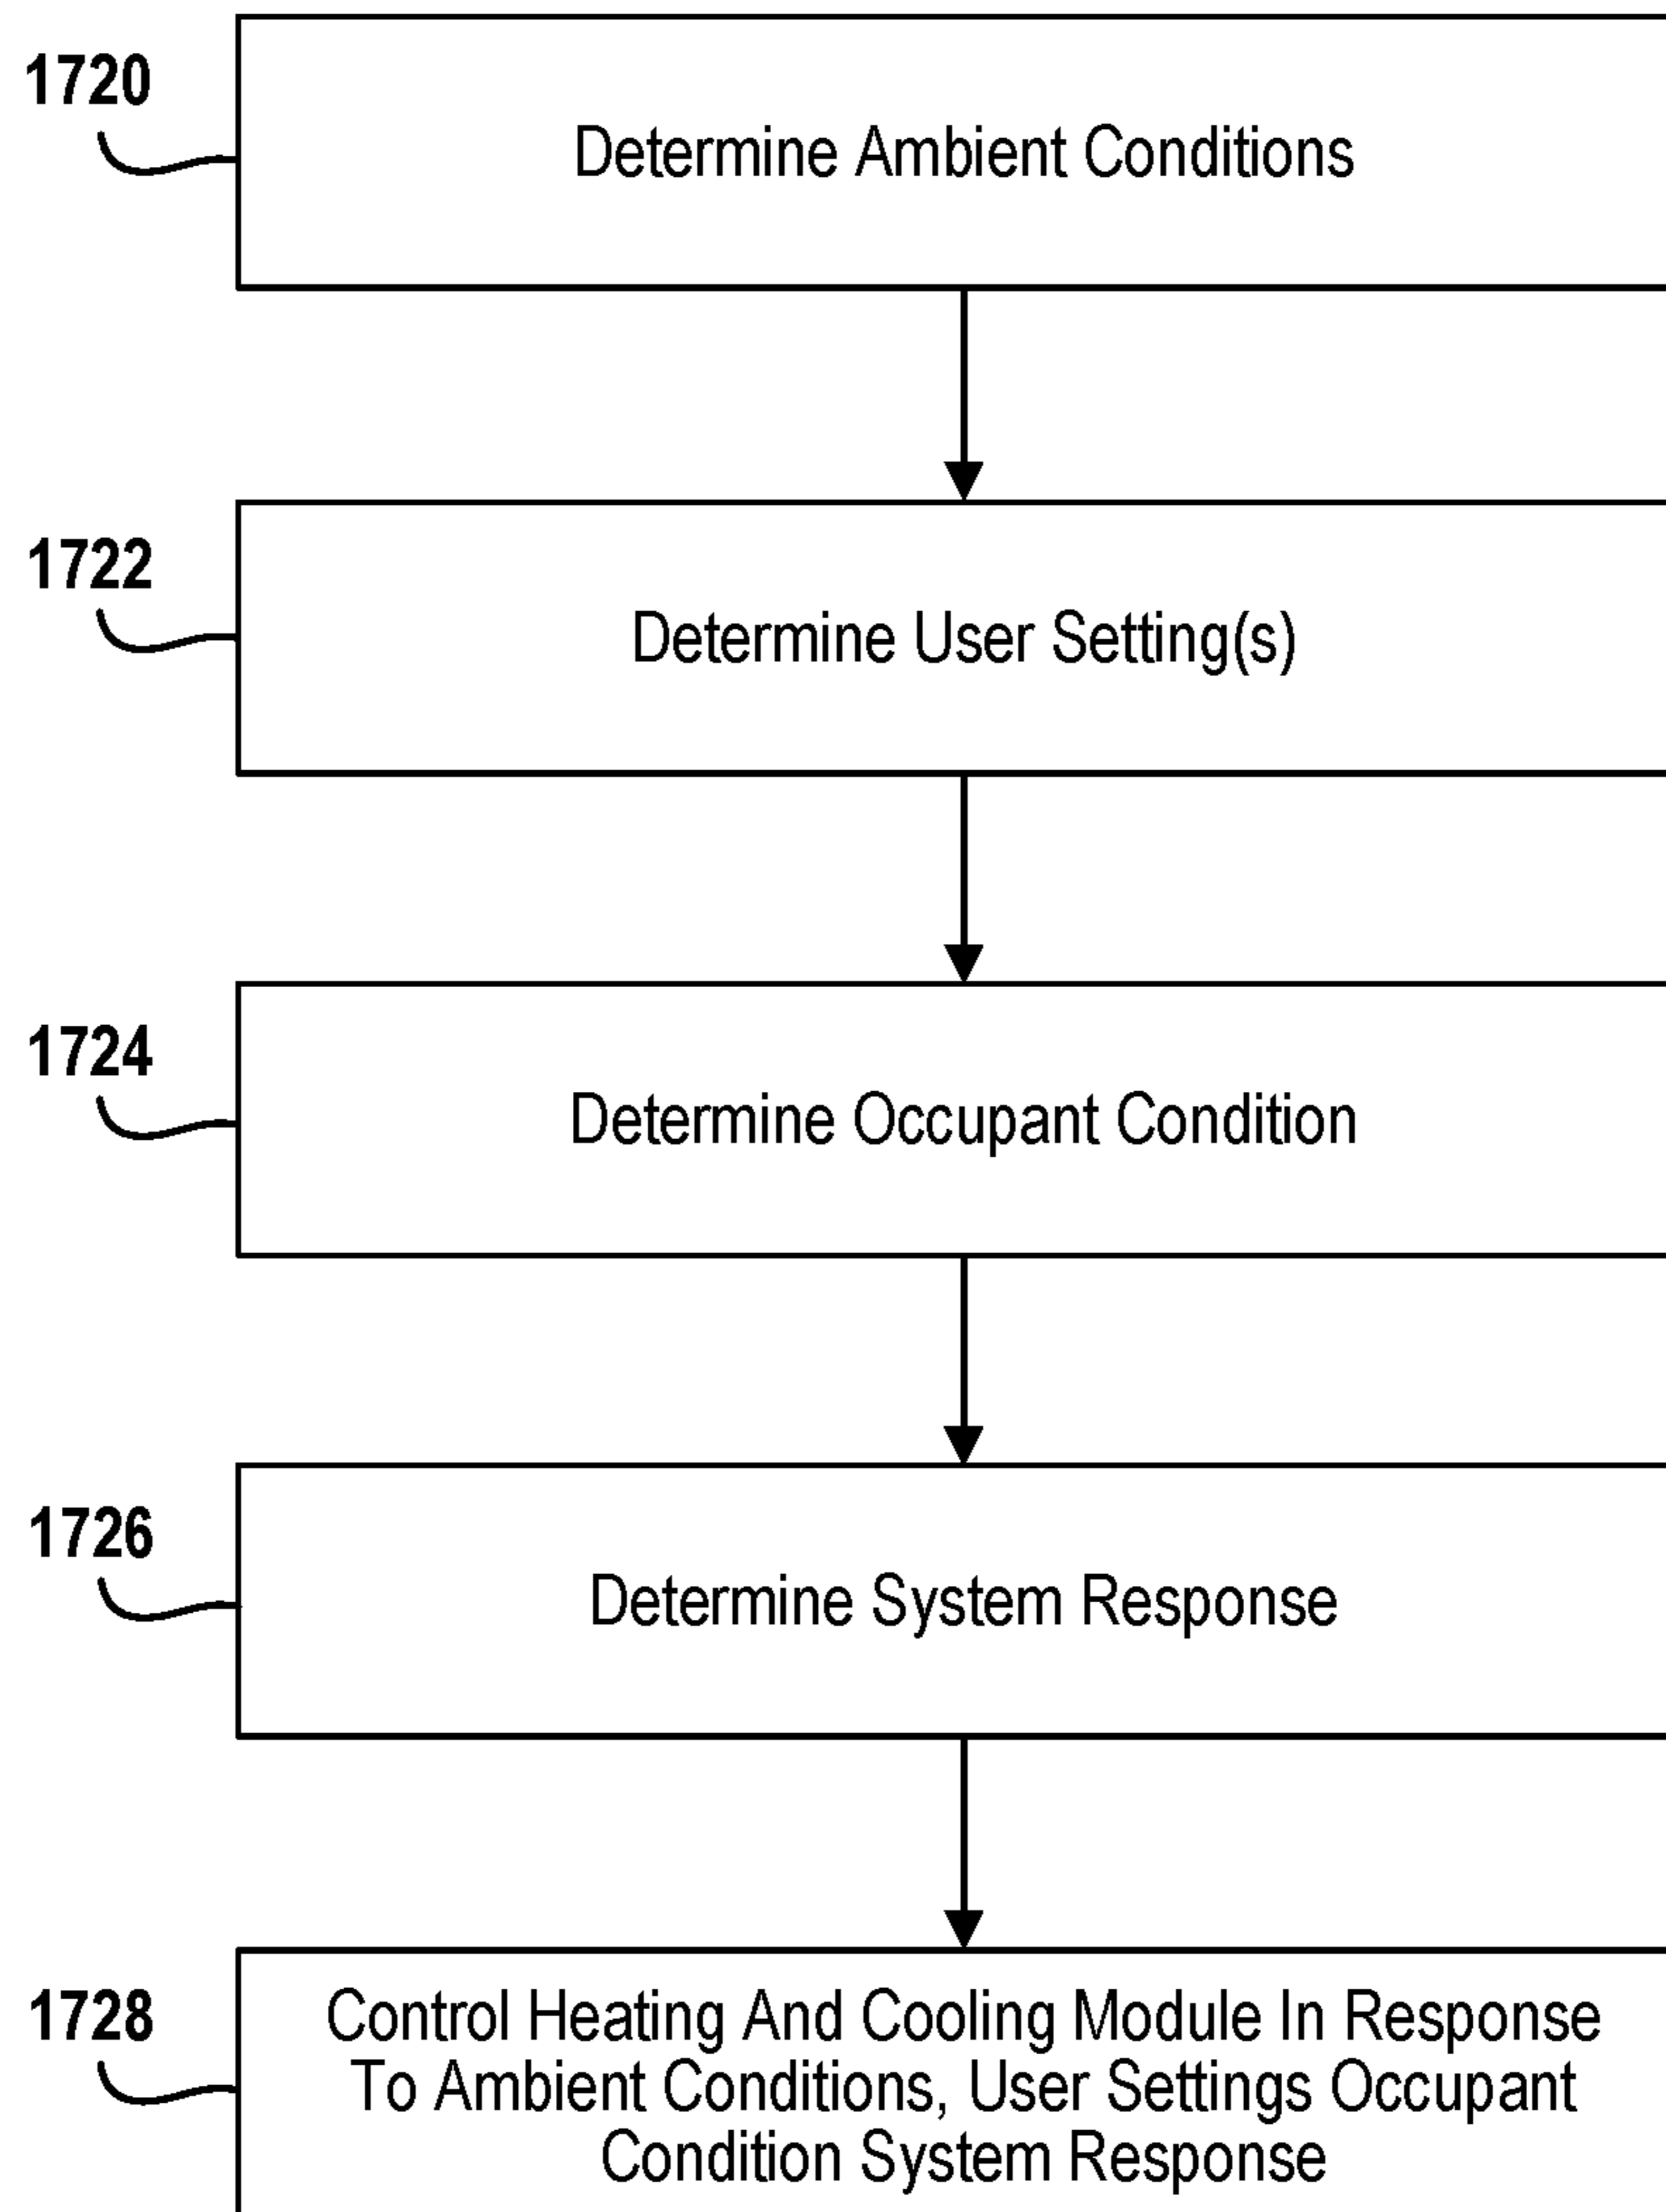 1720
Determine Ambient Conditions
1722
Determine User Setting(s)
1724
Determine Occupant Condition
1726
Determine System Response
1728
Control Heating And Cooling Module In Response
To Ambient Conditions, User Settings Occupant
Condition System Response